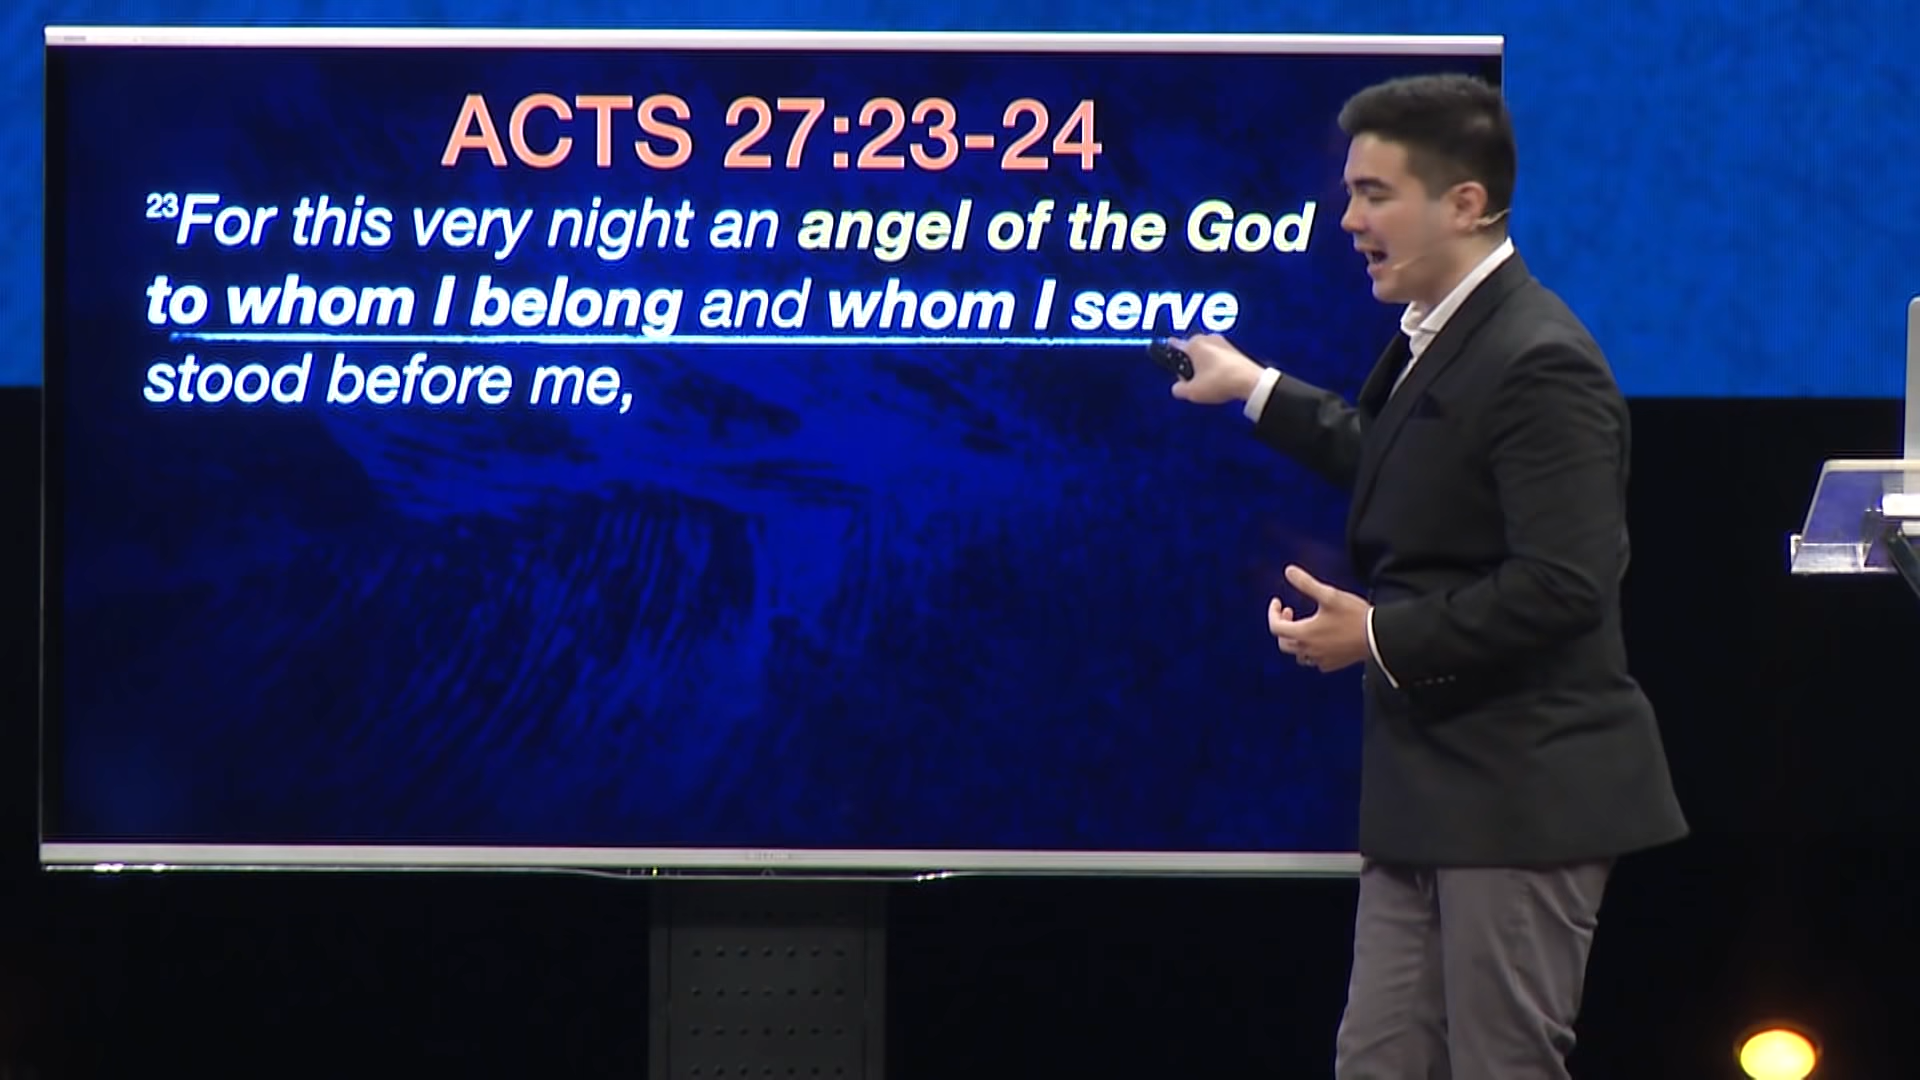 ACTS 27:23-24
23For this very night an angel of the God
to whom I belong and whom I serve
stood before me,